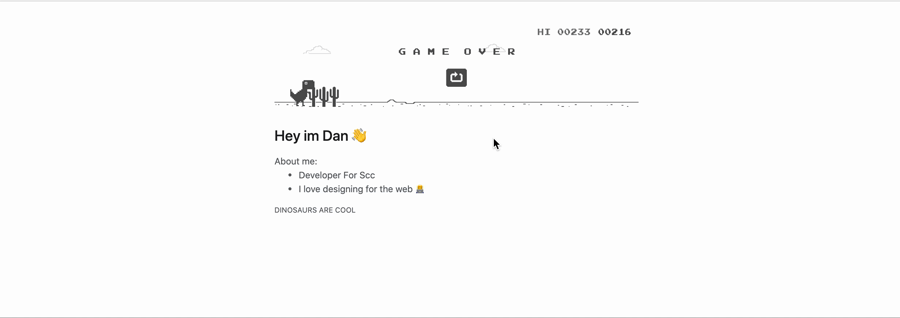 HI 00233 00216
GAME OVER
Hey im Dan 👋
About me:
• Developer For Scc
• I love designing for the web 👨‍💻
DINOSAURS ARE COOL